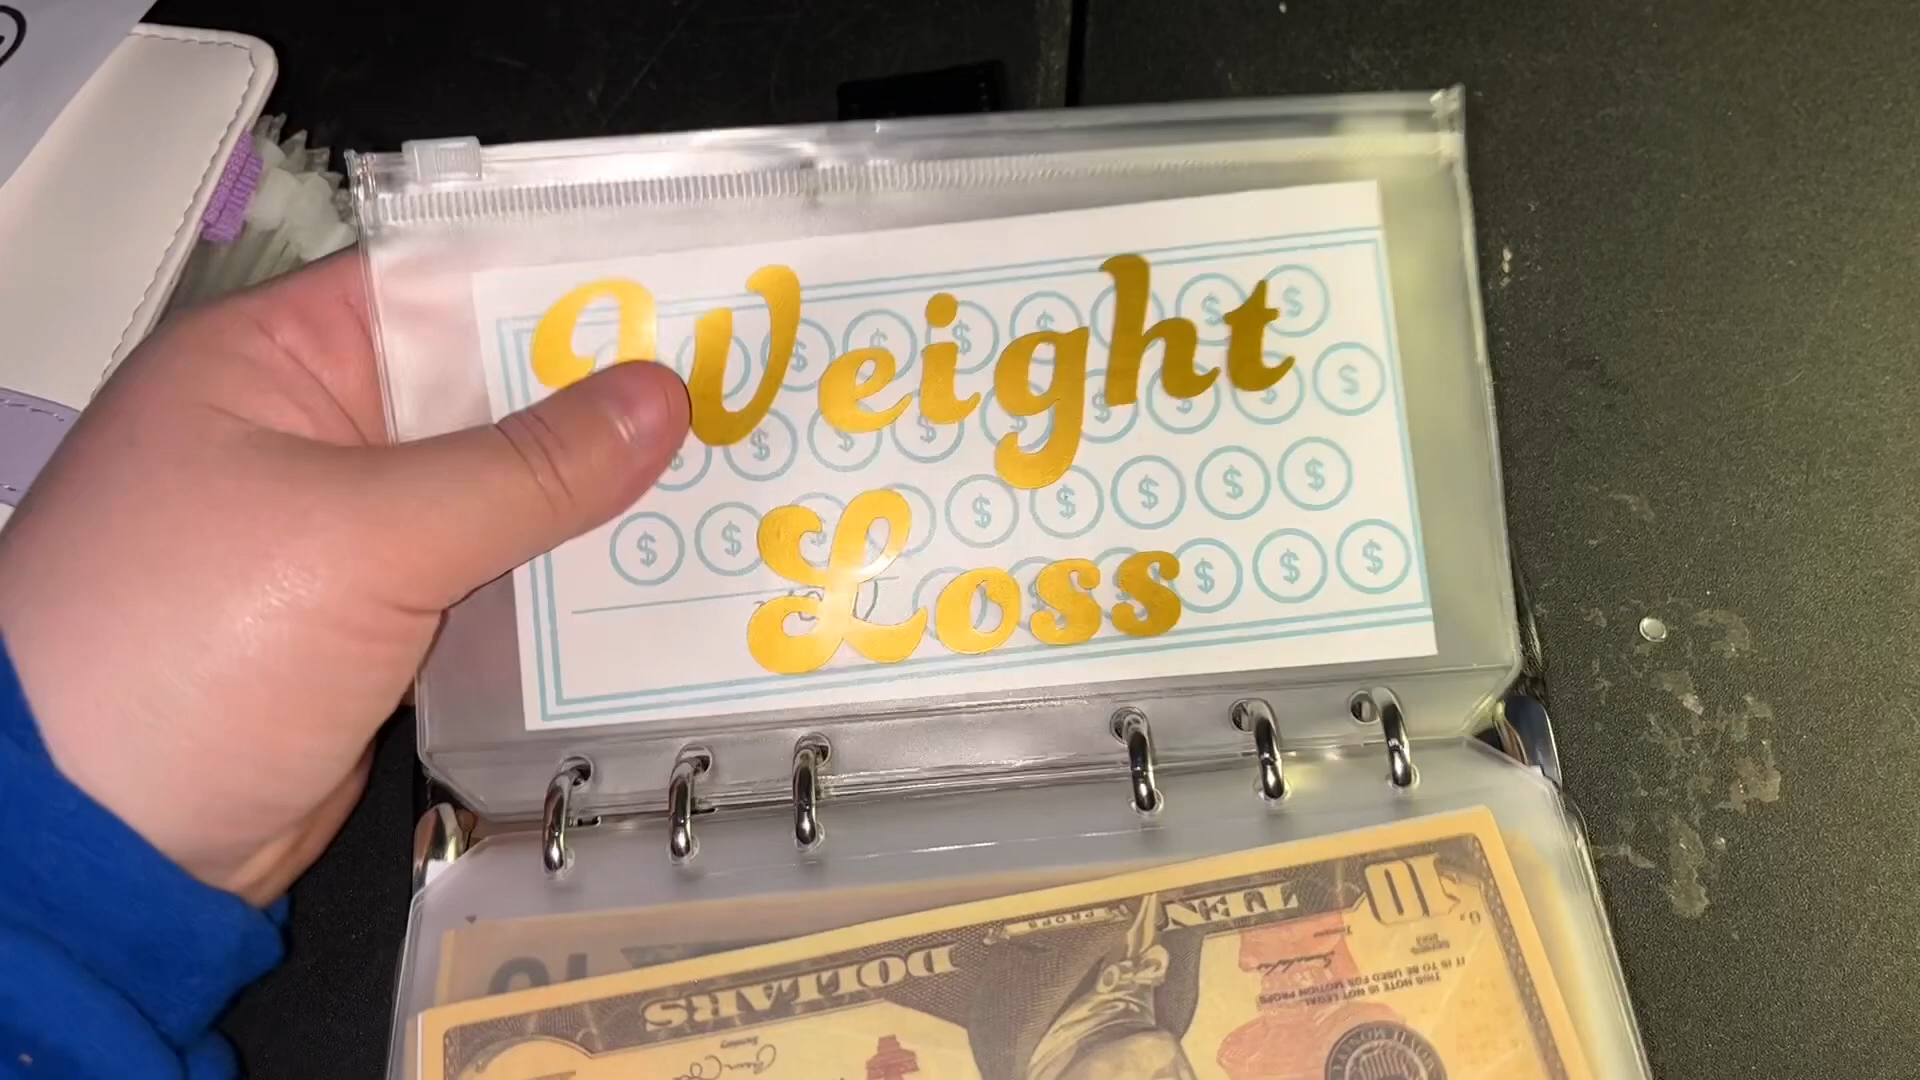 Weight
Loss
$ $ $ $ $ $ $
$ $ $ $ $ $ $ $ $
$ $ $ $ $ $ $ $
$ $ $
10
TEN
PROPS
DOLLARS
THIS NOTE IS NOT LEGAL
IT IS TO BE USED FOR MOTION PROPS
10